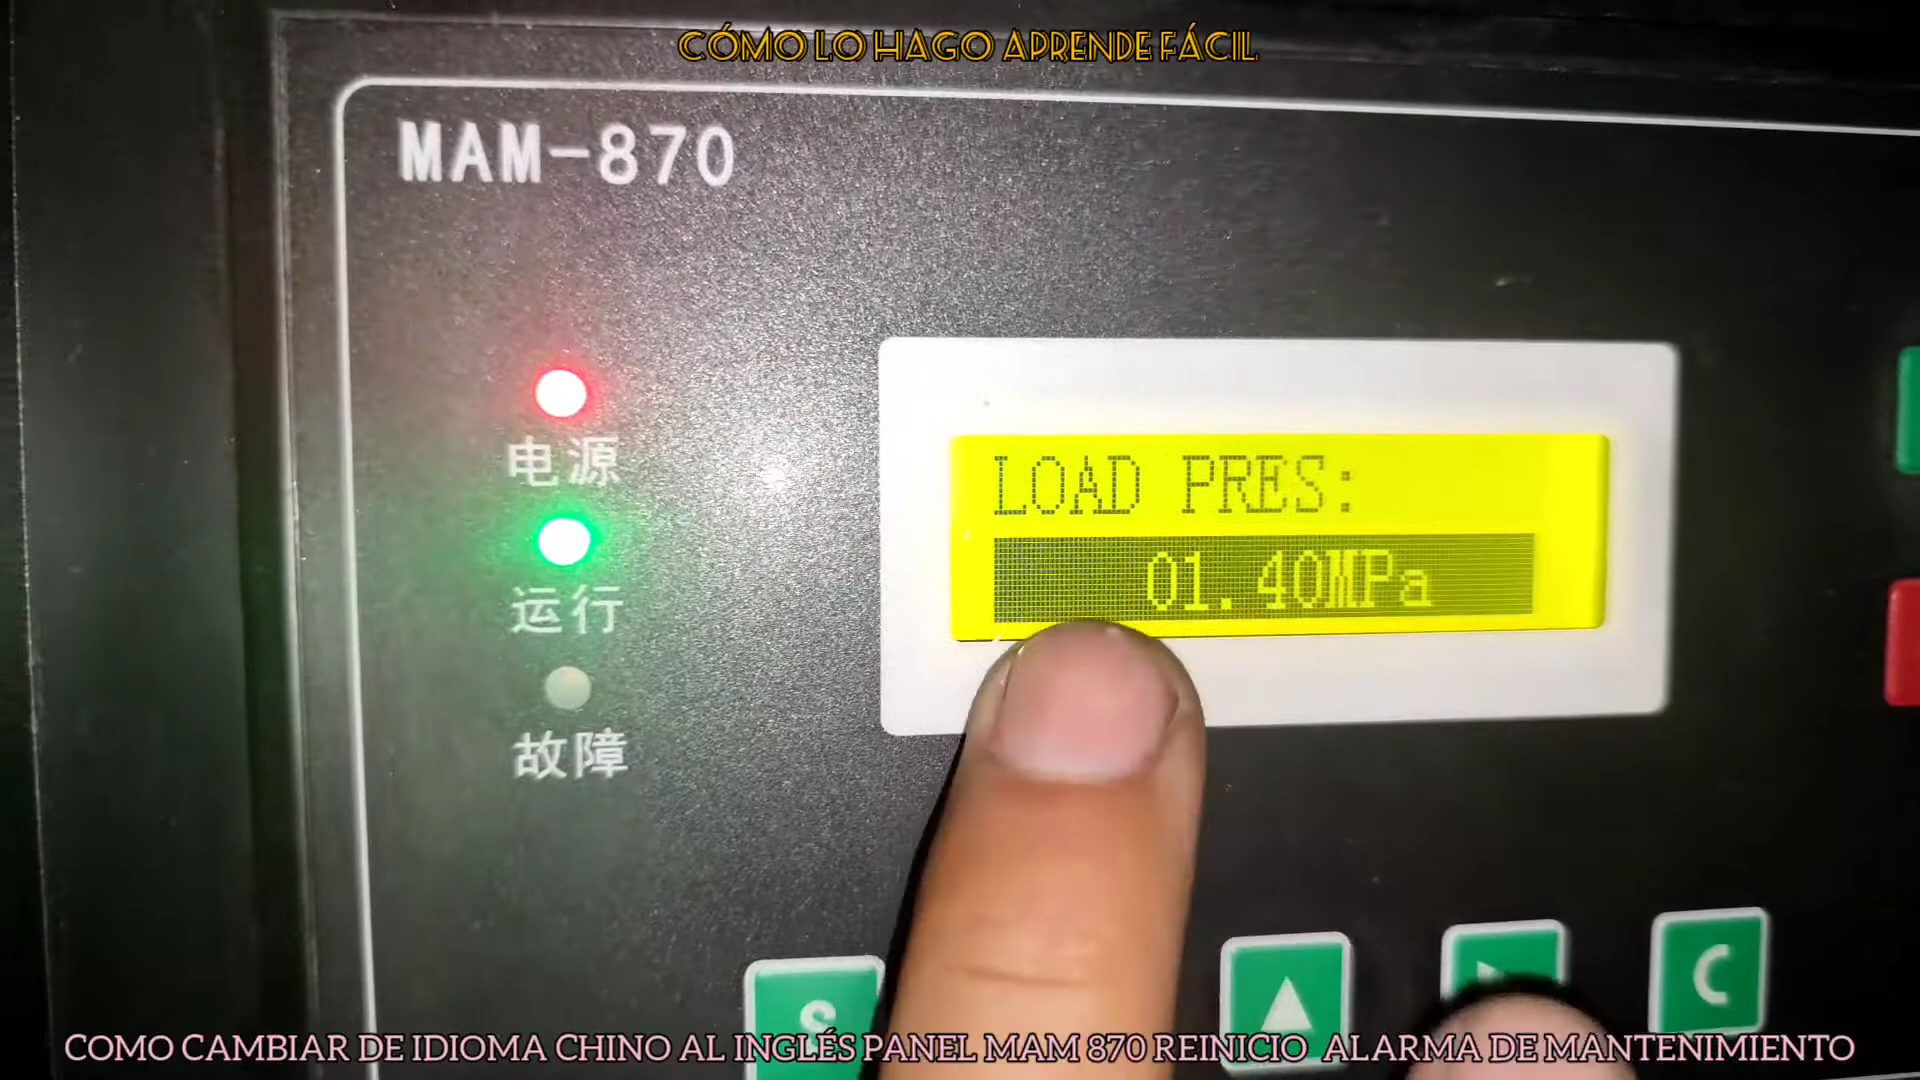 CÓMO LO HAGO APRENDE FÁCIL
MAM-870
电源
运行
故障
LOAD PRES:
01.40MPa
S
C
COMO CAMBIAR DE IDIOMA CHINO AL INGLÉS PANEL MAM 870 REINICIO ALARMA DE MANTENIMIENTO